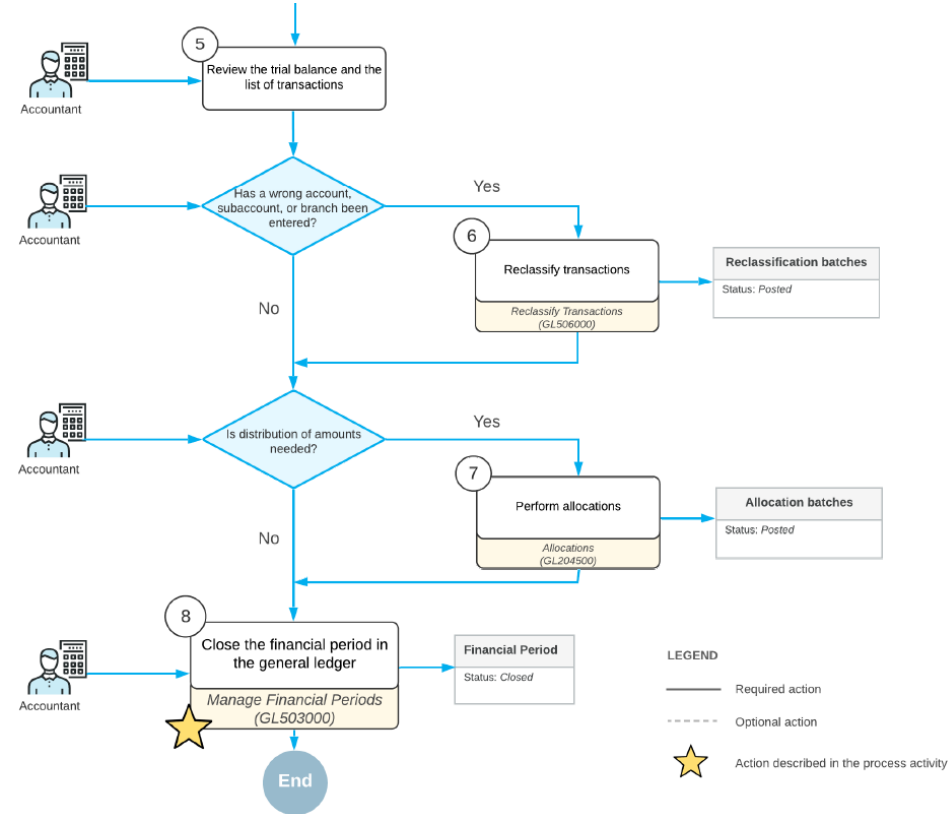 5
Review the trial balance and the
list of transactions
Accountant
Has a wrong account,
subaccount, or branch been
entered?
Accountant
Yes
No
6
Reclassify transactions
Reclassify Transactions
(GL506000)
Reclassification batches
Status: Posted
Is distribution of amounts
needed?
Accountant
Yes
No
7
Perform allocations
Allocations
(GL204500)
Allocation batches
Status: Posted
8
Close the financial period in
the general ledger
Manage Financial Periods
(GL503000)
Accountant
Financial Period
Status: Closed
End
LEGEND
Required action
Optional action
Action described in the process activity